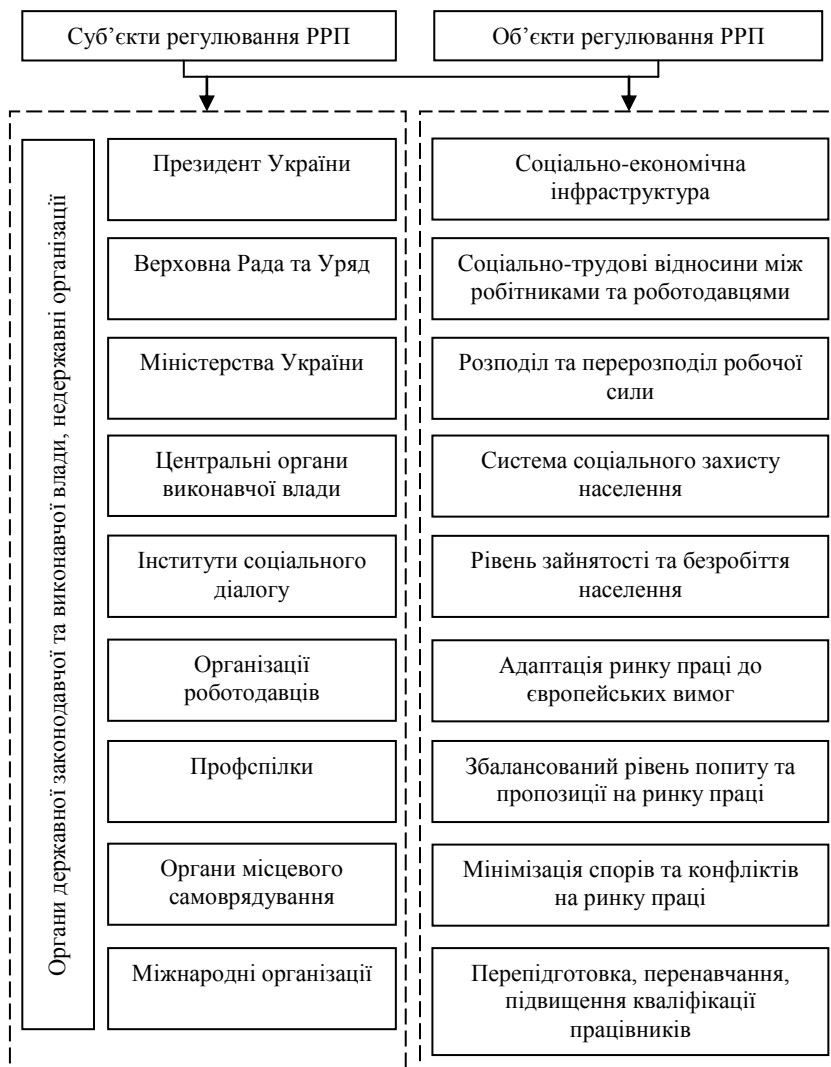 Суб’єкти регулювання РРП
Об’єкти регулювання РРП
Органи державної законодавчої та виконавчої влади, недержавні організації
Президент України
Верховна Рада та Уряд
Міністерства України
Центральні органи
виконавчої влади
Інститути соціального
діалогу
Організації
роботодавців
Профспілки
Органи місцевого
самоврядування
Міжнародні організації
Соціально-економічна
інфраструктура
Соціально-трудові відносини між
робітниками та роботодавцями
Розподіл та перерозподіл робочої
сили
Система соціального захисту
населення
Рівень зайнятості та безробіття
населення
Адаптація ринку праці до
європейських вимог
Збалансований рівень попиту та
пропозиції на ринку праці
Мінімізація спорів та конфліктів
на ринку праці
Перепідготовка, перенавчання,
підвищення кваліфікації
працівників